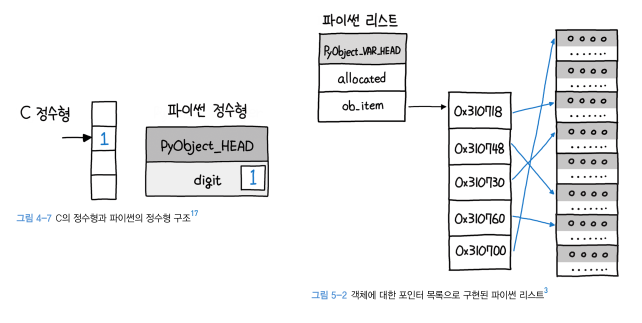 C 정수형
1
파이썬 정수형
PyObject_HEAD
digit 1
그림 4-7 C의 정수형과 파이썬의 정수형 구조17
파이썬 리스트
PyObject_VAR_HEAD
allocated
ob_item
0x310718
0x310748
0x310730
0x310760
0x310700
그림 5-2 객체에 대한 포인터 목록으로 구현된 파이썬 리스트3